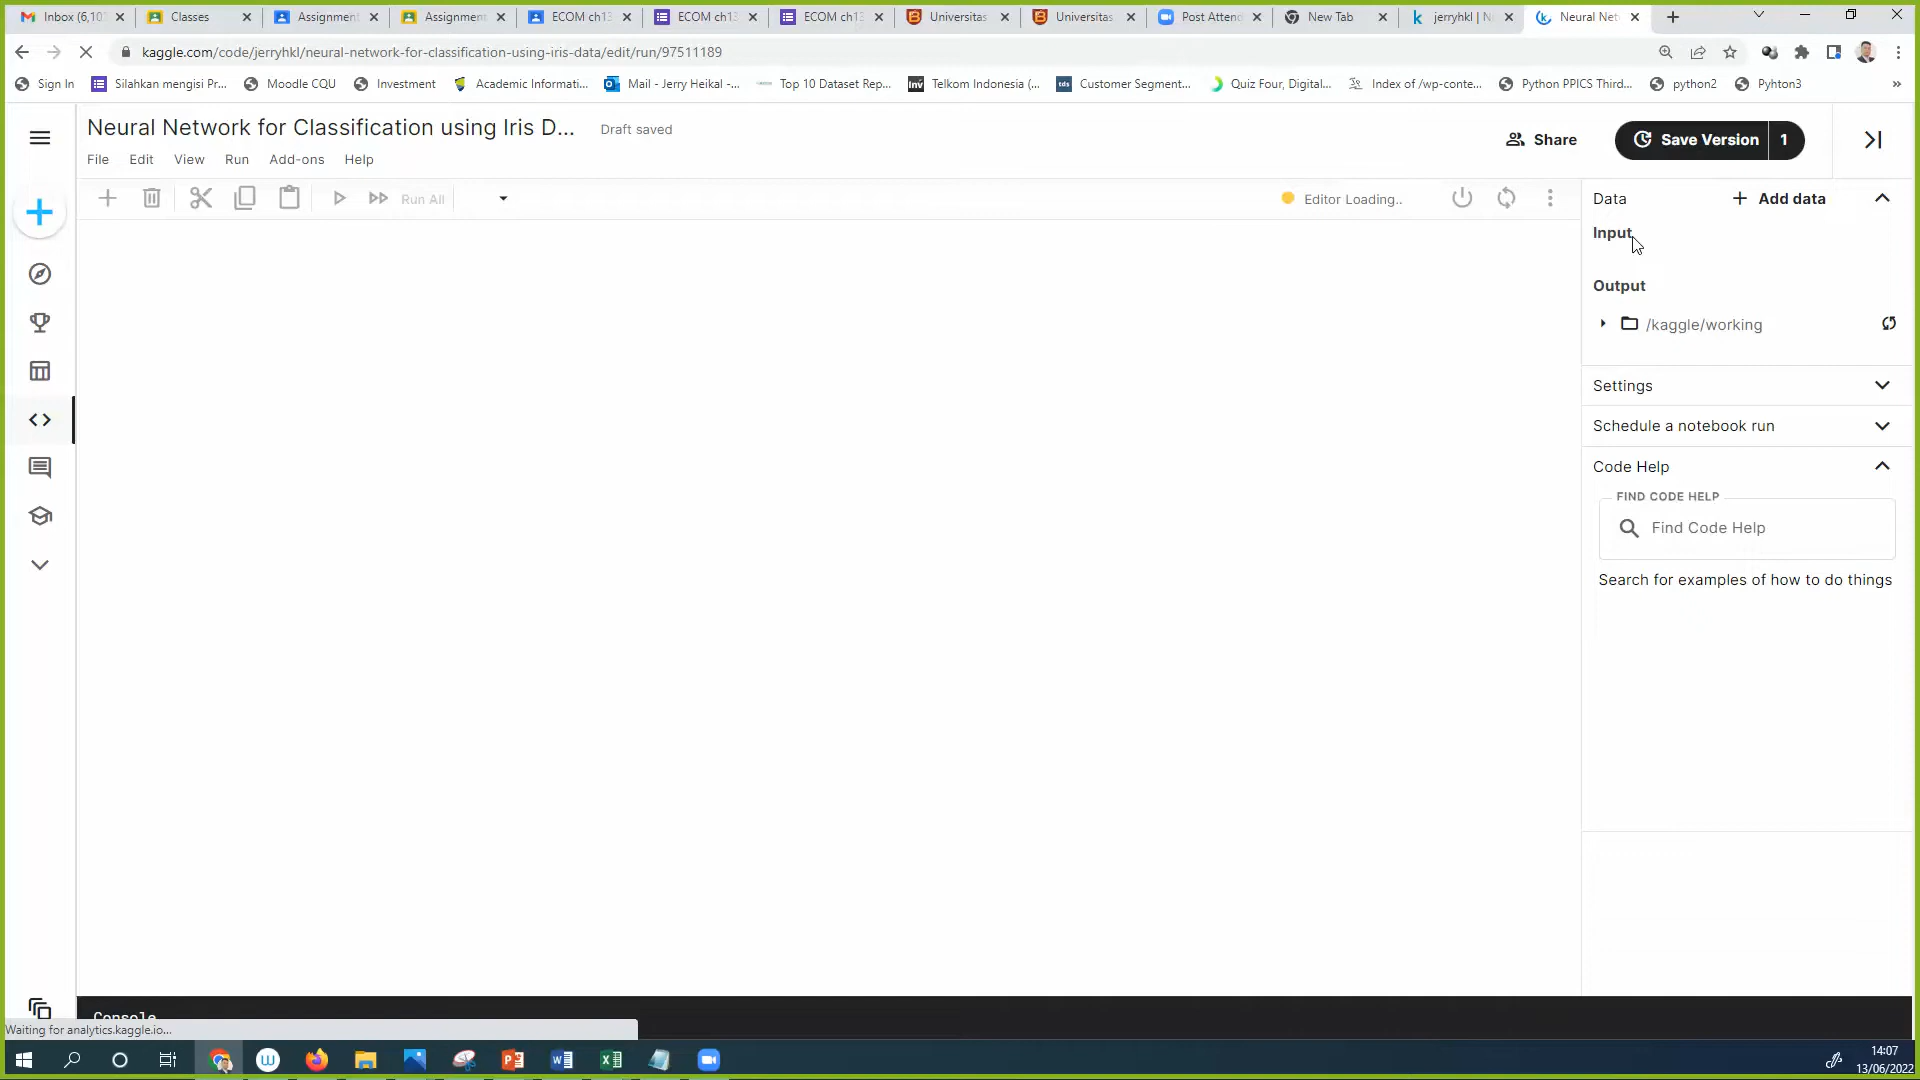 Inbox (6,10
Classes
Assignment
Assignment
ECOM ch13
ECOM ch13
ECOM ch13
Universitas
Universitas
Post Attend
New Tab
jerryhkl | N
Neural Net
kaggle.com/code/jerryhkl/neural-network-for-classification-using-iris-data/edit/run/97511189
Sign In
Silahkan mengisi Pr...
Moodle CQU
Investment
Academic Informati...
Mail - Jerry Heikal -...
Top 10 Dataset Rep...
Telkom Indonesia (...
Customer Segment...
Quiz Four, Digital...
Index of /wp-conte...
Python PPICS Third...
python2
Pyhton3
»
Neural Network for Classification using Iris D...
Draft saved
Share
Save Version
1
File
Edit
View
Run
Add-ons
Help
Run All
Editor Loading..
Data
Add data
Input
Output
/kaggle/working
Settings
Schedule a notebook run
Code Help
FIND CODE HELP
Find Code Help
Search for examples of how to do things
Console
Waiting for analytics.kaggle.io...
14:07
13/06/2022